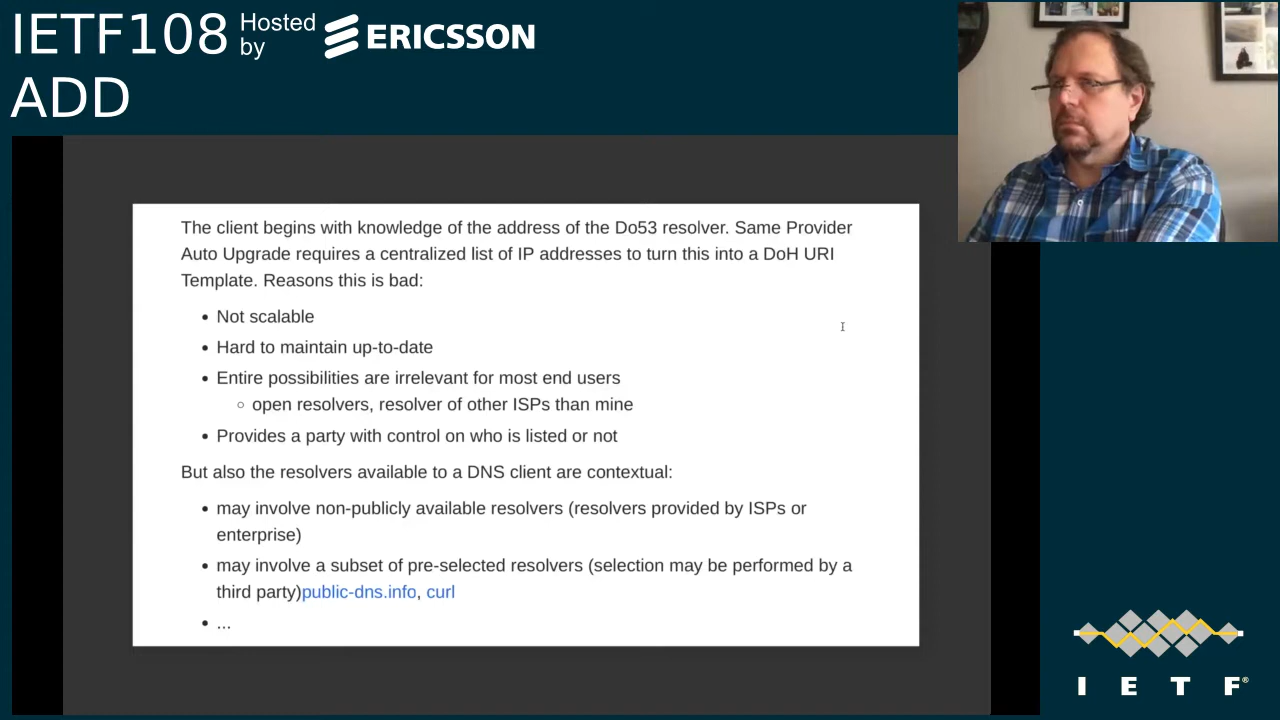 IETF108 Hosted by ERICSSON
ADD
The client begins with knowledge of the address of the Do53 resolver. Same Provider
Auto Upgrade requires a centralized list of IP addresses to turn this into a DoH URI
Template. Reasons this is bad:
• Not scalable
• Hard to maintain up-to-date
• Entire possibilities are irrelevant for most end users
◦ open resolvers, resolver of other ISPs than mine
• Provides a party with control on who is listed or not
But also the resolvers available to a DNS client are contextual:
• may involve non-publicly available resolvers (resolvers provided by ISPs or
enterprise)
• may involve a subset of pre-selected resolvers (selection may be performed by a
third party)public-dns.info, curl
• ...
I E T F®